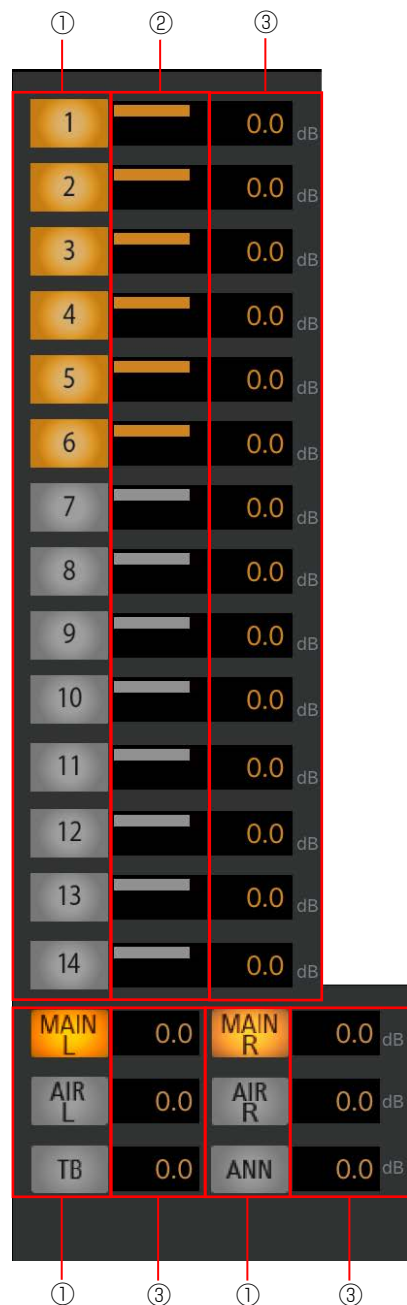 ① ② ③
1 0.0 dB
2 0.0 dB
3 0.0 dB
4 0.0 dB
5 0.0 dB
6 0.0 dB
7 0.0 dB
8 0.0 dB
9 0.0 dB
10 0.0 dB
11 0.0 dB
12 0.0 dB
13 0.0 dB
14 0.0 dB
MAIN L 0.0 MAIN R 0.0 dB
AIR L 0.0 AIR R 0.0 dB
TB 0.0 ANN 0.0 dB
① ③ ① ③